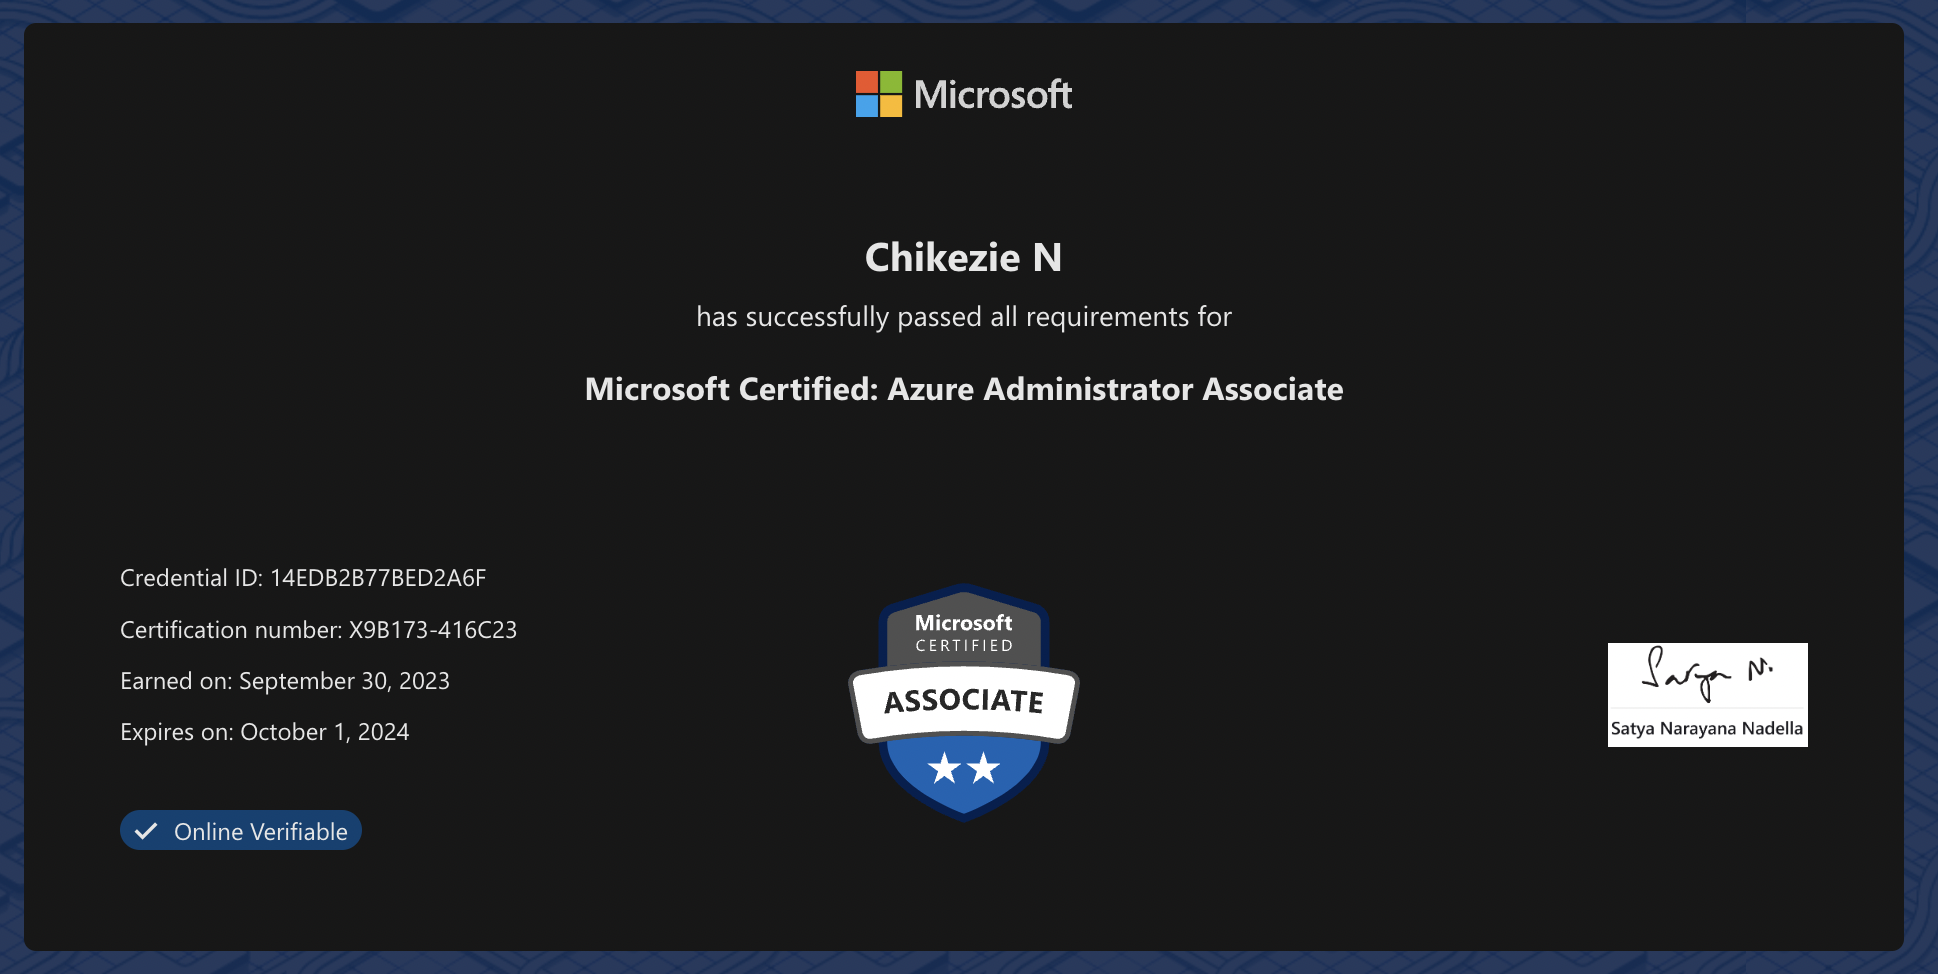 Microsoft
Chikezie N
has successfully passed all requirements for
Microsoft Certified: Azure Administrator Associate
Credential ID: 14EDB2B77BED2A6F
Certification number: X9B173-416C23
Earned on: September 30, 2023
Expires on: October 1, 2024
Online Verifiable
Microsoft
CERTIFIED
ASSOCIATE
Satya N.
Satya Narayana Nadella